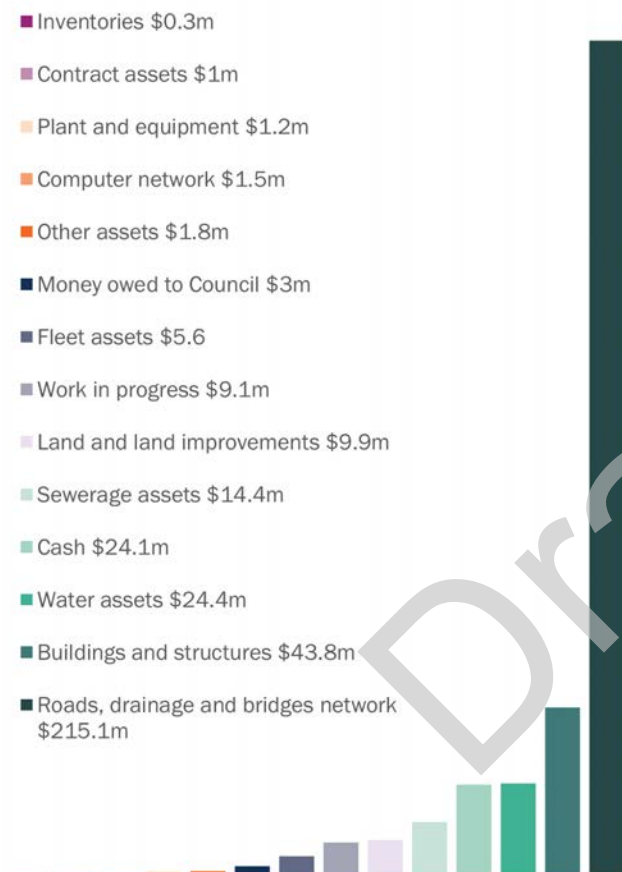 Inventories $0.3m
Contract assets $1m
Plant and equipment $1.2m
Computer network $1.5m
Other assets $1.8m
Money owed to Council $3m
Fleet assets $5.6
Work in progress $9.1m
Land and land improvements $9.9m
Sewerage assets $14.4m
Cash $24.1m
Water assets $24.4m
Buildings and structures $43.8m
Roads, drainage and bridges network
$215.1m